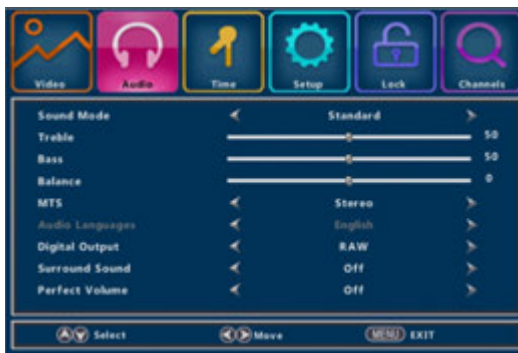 Video Audio Time Setup Lock Channels
Sound Mode Standard
Treble 50
Bass 50
Balance 0
MTS Stereo
Audio Languages English
Digital Output RAW
Surround Sound Off
Perfect Volume Off
Select Move MENU EXIT